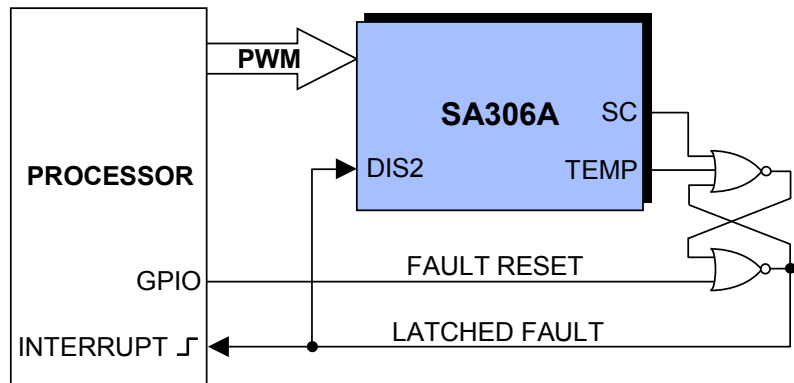 PWM
SA306A
SC
DIS2
TEMP
PROCESSOR
GPIO
FAULT RESET
INTERRUPT
LATCHED FAULT